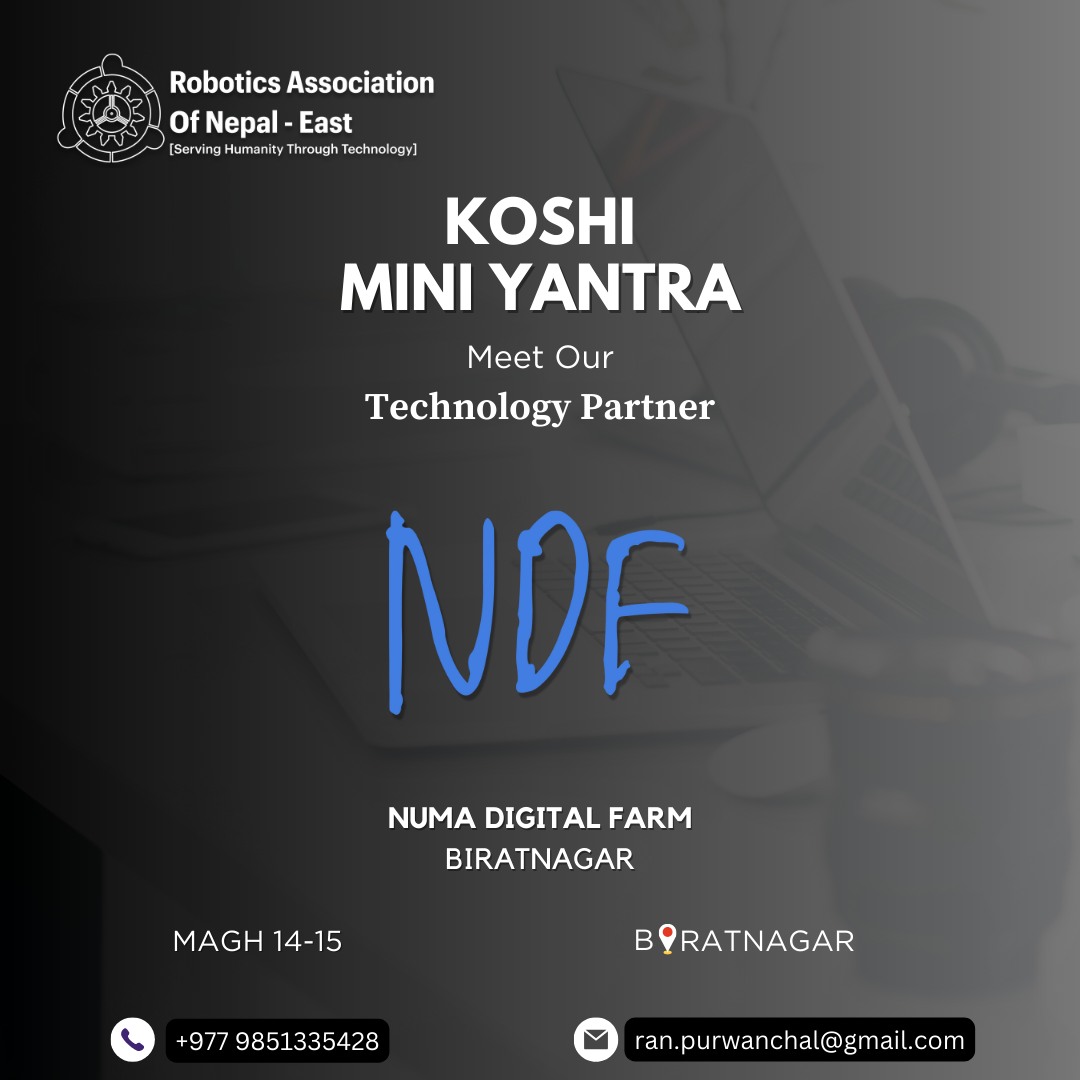 Robotics Association
Of Nepal - East
[Serving Humanity Through Technology]
KOSHI
MINI YANTRA
Meet Our
Technology Partner
NDF
NUMA DIGITAL FARM
BIRATNAGAR
MAGH 14-15
B RATNAGAR
+977 9851335428
ran.purwanchal@gmail.com